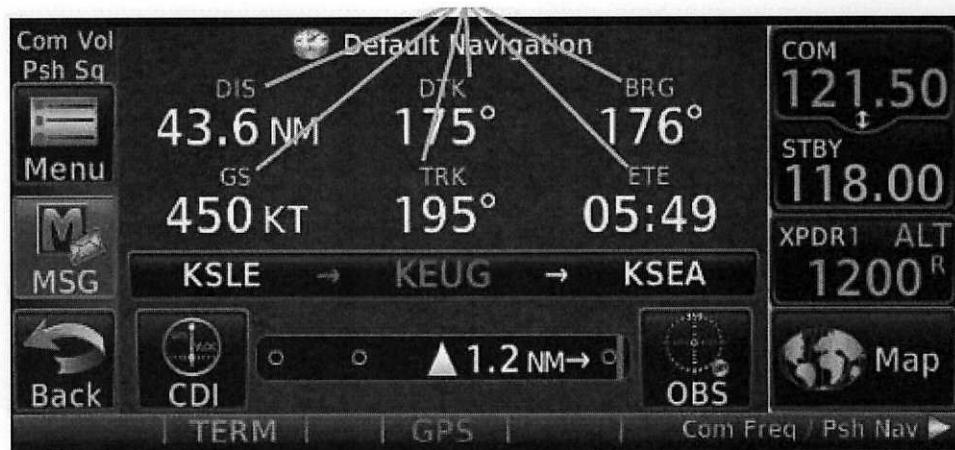 Com Vol
Psh Sq
Menu
MSG
Back
Default Navigation
DIS DTK BRG
43.6 NM 175° 176°
GS TRK ETE
450 KT 195° 05:49
KSLE → KEUG → KSEA
CDI
1.2 NM→
OBS
TERM GPS
Com Freq / Psh Nav
COM
121.50
STBY
118.00
XPDR1 ALT
1200 R
Map